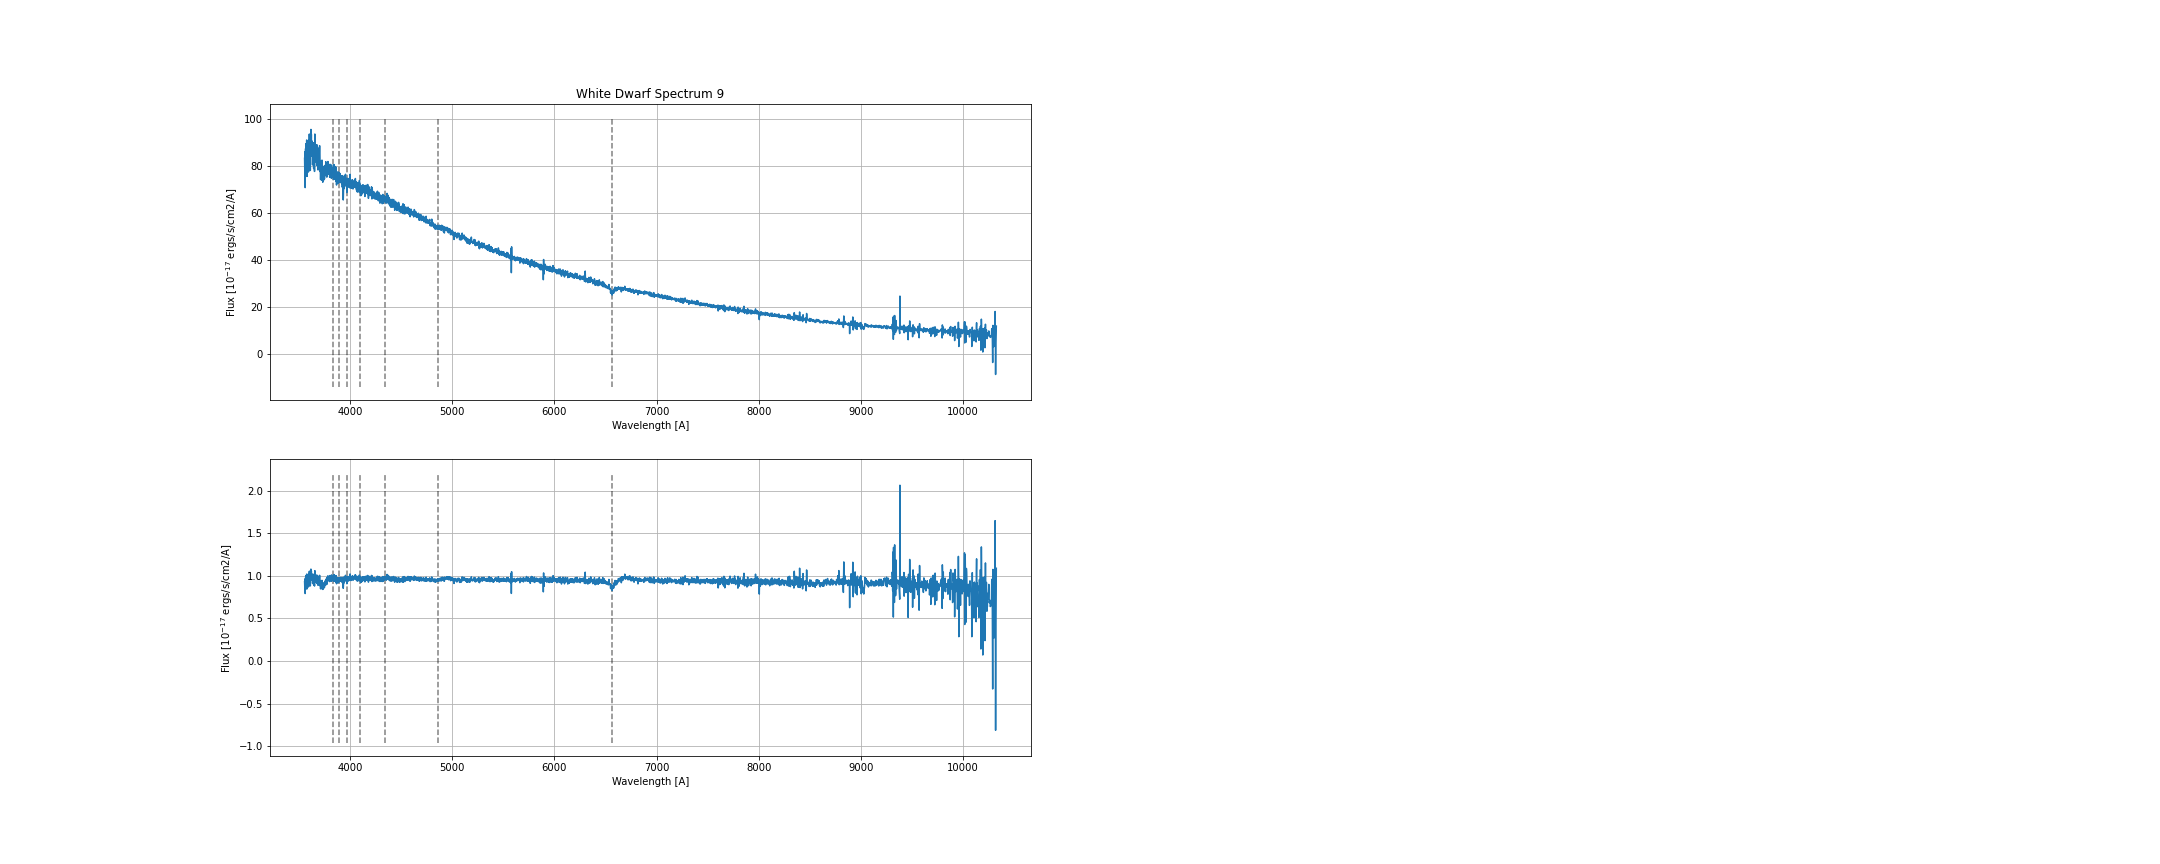 White Dwarf Spectrum 9
Flux [10⁻¹⁷ ergs/s/cm2/A]
100
80
60
40
20
0
4000 5000 6000 7000 8000 9000 10000
Wavelength [A]
Flux [10⁻¹⁷ ergs/s/cm2/A]
2.0
1.5
1.0
0.5
0.0
−0.5
−1.0
4000 5000 6000 7000 8000 9000 10000
Wavelength [A]